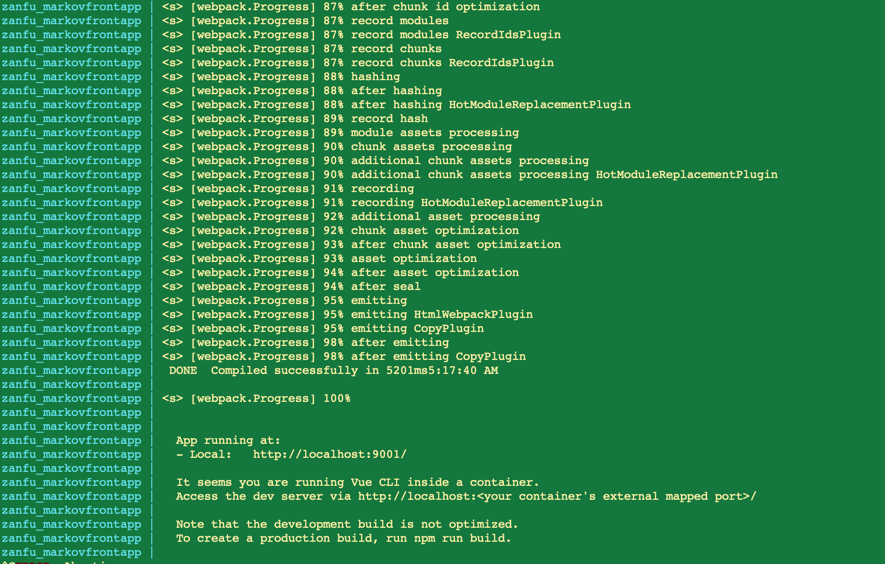 zanfu_markovfrontapp | <s> [webpack.Progress] 87% after chunk id optimization
zanfu_markovfrontapp | <s> [webpack.Progress] 87% record modules
zanfu_markovfrontapp | <s> [webpack.Progress] 87% record modules RecordIdsPlugin
zanfu_markovfrontapp | <s> [webpack.Progress] 87% record chunks
zanfu_markovfrontapp | <s> [webpack.Progress] 87% record chunks RecordIdsPlugin
zanfu_markovfrontapp | <s> [webpack.Progress] 88% hashing
zanfu_markovfrontapp | <s> [webpack.Progress] 88% after hashing
zanfu_markovfrontapp | <s> [webpack.Progress] 88% after hashing HotModuleReplacementPlugin
zanfu_markovfrontapp | <s> [webpack.Progress] 89% record hash
zanfu_markovfrontapp | <s> [webpack.Progress] 89% module assets processing
zanfu_markovfrontapp | <s> [webpack.Progress] 90% chunk assets processing
zanfu_markovfrontapp | <s> [webpack.Progress] 90% additional chunk assets processing
zanfu_markovfrontapp | <s> [webpack.Progress] 90% additional chunk assets processing HotModuleReplacementPlugin
zanfu_markovfrontapp | <s> [webpack.Progress] 91% recording
zanfu_markovfrontapp | <s> [webpack.Progress] 91% recording HotModuleReplacementPlugin
zanfu_markovfrontapp | <s> [webpack.Progress] 92% additional asset processing
zanfu_markovfrontapp | <s> [webpack.Progress] 92% chunk asset optimization
zanfu_markovfrontapp | <s> [webpack.Progress] 93% after chunk asset optimization
zanfu_markovfrontapp | <s> [webpack.Progress] 93% asset optimization
zanfu_markovfrontapp | <s> [webpack.Progress] 94% after asset optimization
zanfu_markovfrontapp | <s> [webpack.Progress] 94% after seal
zanfu_markovfrontapp | <s> [webpack.Progress] 95% emitting
zanfu_markovfrontapp | <s> [webpack.Progress] 95% emitting HtmlWebpackPlugin
zanfu_markovfrontapp | <s> [webpack.Progress] 95% emitting CopyPlugin
zanfu_markovfrontapp | <s> [webpack.Progress] 98% after emitting
zanfu_markovfrontapp | <s> [webpack.Progress] 98% after emitting CopyPlugin
zanfu_markovfrontapp | DONE  Compiled successfully in 5201ms5:17:40 AM
zanfu_markovfrontapp |
zanfu_markovfrontapp | <s> [webpack.Progress] 100%
zanfu_markovfrontapp |
zanfu_markovfrontapp |
zanfu_markovfrontapp |   App running at:
zanfu_markovfrontapp |   - Local:   http://localhost:9001/
zanfu_markovfrontapp |
zanfu_markovfrontapp |   It seems you are running Vue CLI inside a container.
zanfu_markovfrontapp |   Access the dev server via http://localhost:<your container's external mapped port>/
zanfu_markovfrontapp |
zanfu_markovfrontapp |   Note that the development build is not optimized.
zanfu_markovfrontapp |   To create a production build, run npm run build.
zanfu_markovfrontapp |